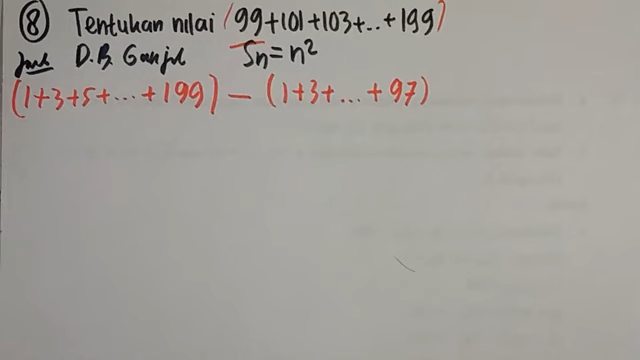 ⑧ Tentukan nilai (99+101+103+...+199)
Jwb D.B. Ganjil Sn=n²
(1+3+5+...+199) - (1+3+...+97)